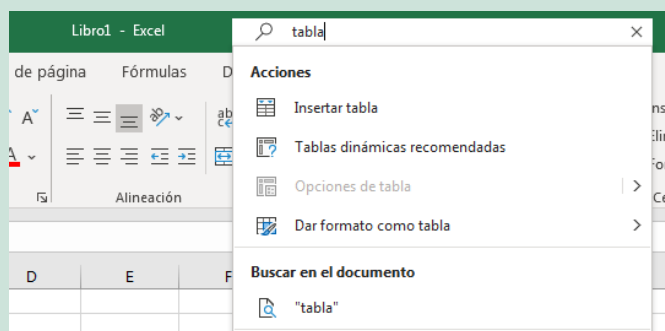 Libro1 - Excel
tabla
de página Fórmulas D
Acciones
Insertar tabla
Tablas dinámicas recomendadas
Opciones de tabla
Dar formato como tabla
Alineación
Buscar en el documento
D E F
"tabla"